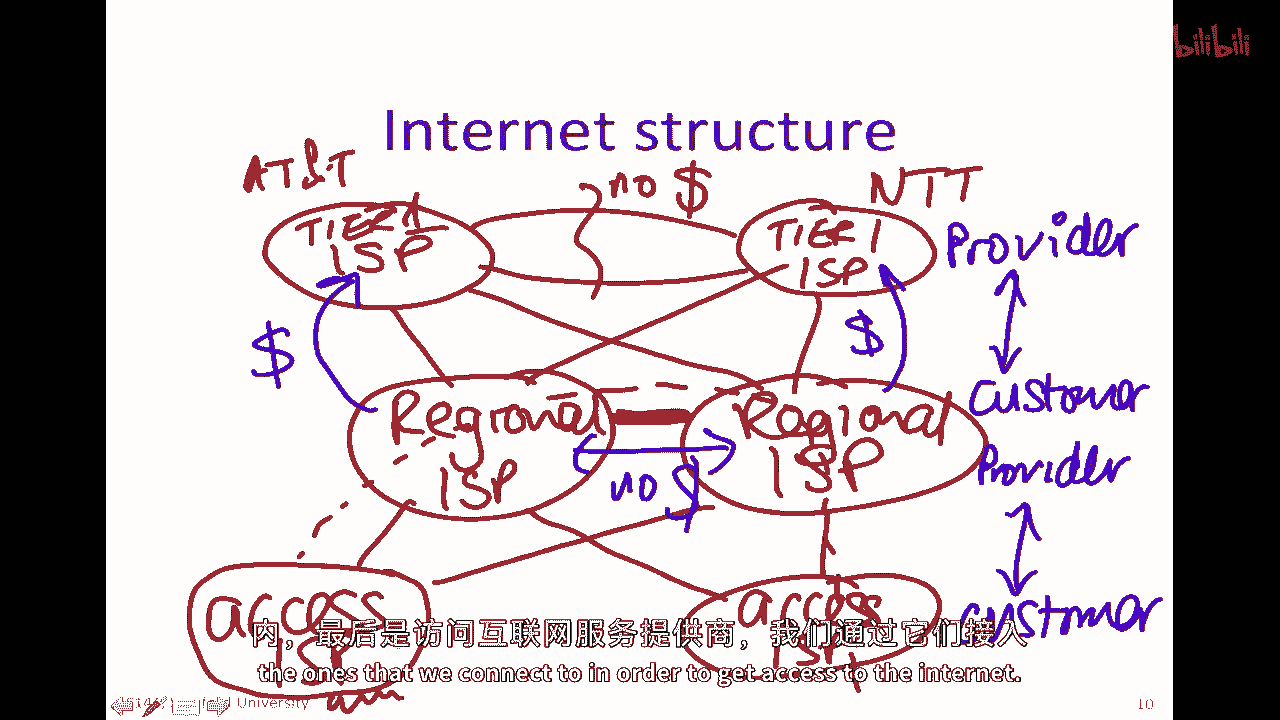 bilibili
Internet structure
AT&T
no $
NTT
TIER 1
ISP
TIER 1
ISP
Provider
$
$
Customer
Regional
ISP
no $
Regional
ISP
Provider
access
ISP
access
ISP
customer
内，最后是访问互联网服务提供商，我们通过它们接入
the ones that we connect to in order to get access to the internet.
University
10